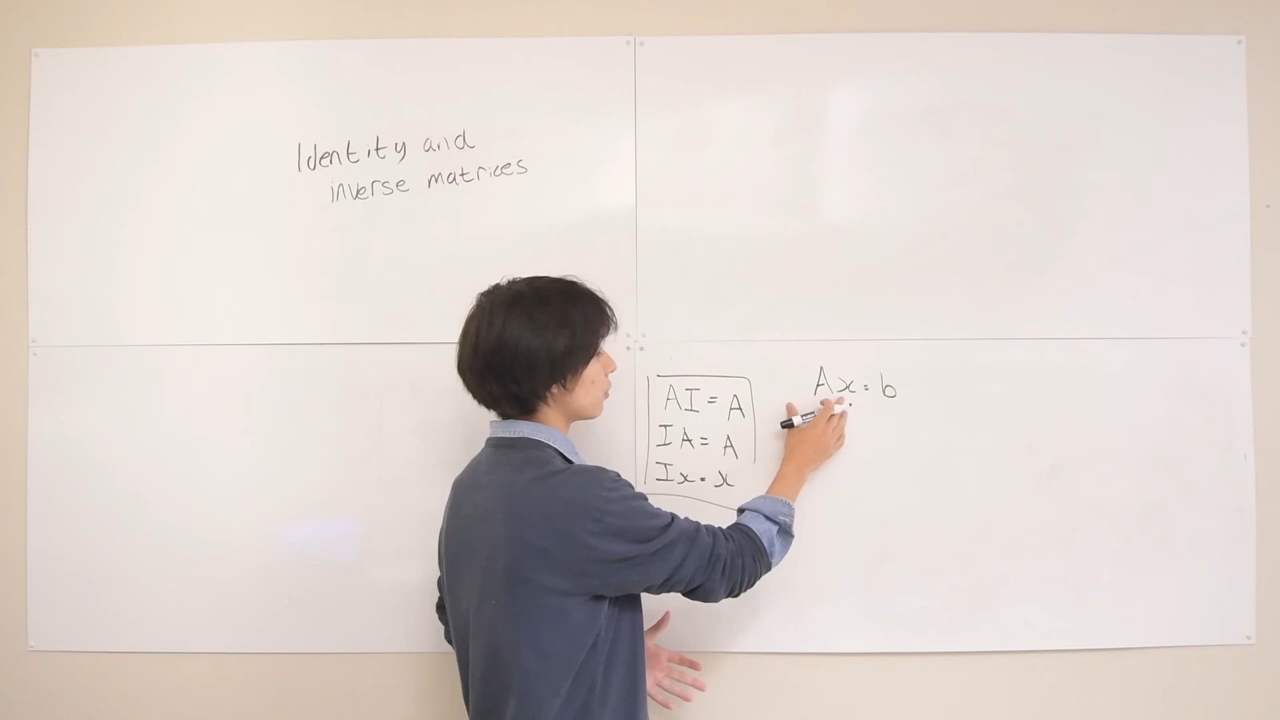 Identity and
inverse matrices
AI = A
IA = A
Ix = x
Ax = b